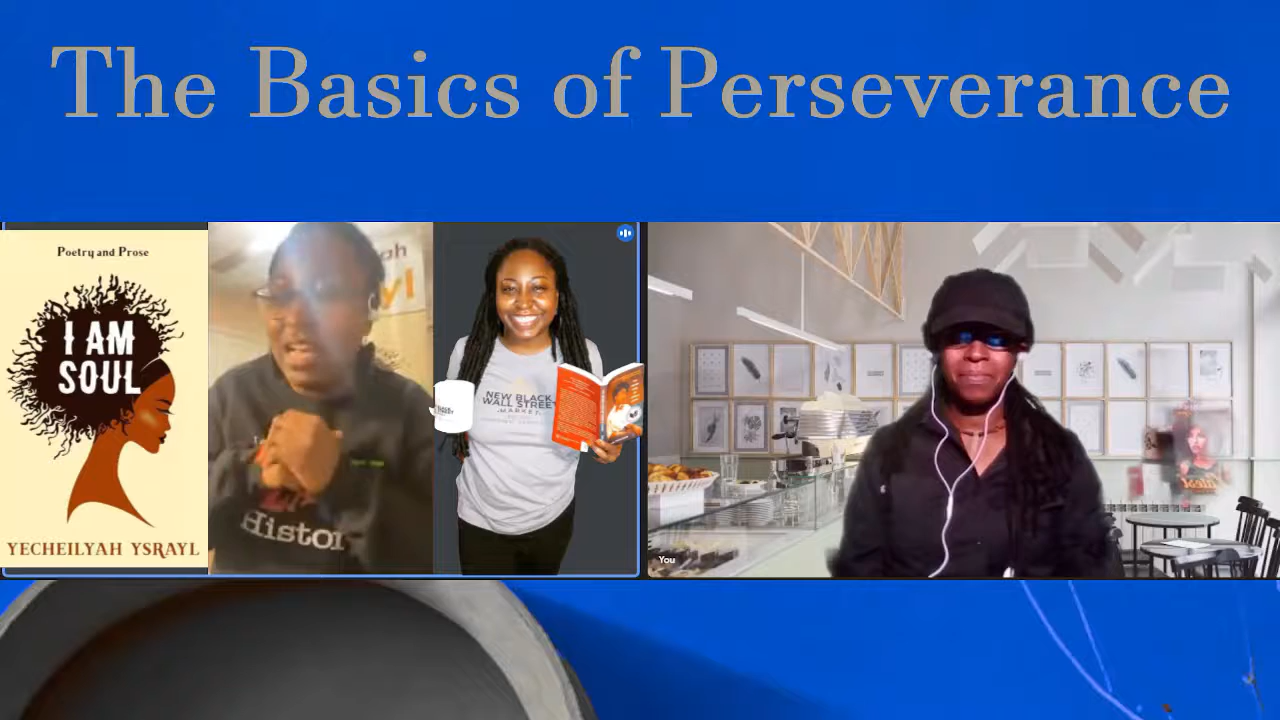 The Basics of Perseverance
Poetry and Prose
I AM
SOUL
YECHEILYAH YSRAYL
Histor
NEW BLACK
WALL STREET
MARKET
You